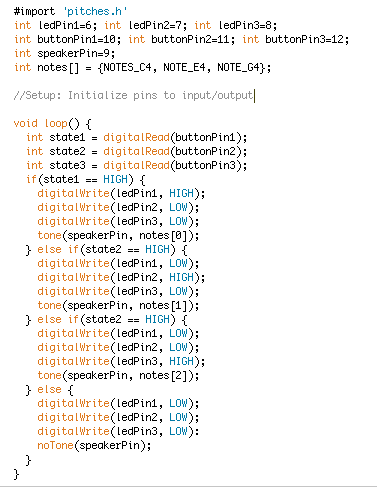 #import 'pitches.h'
int ledPin1=6; int ledPin2=7; int ledPin3=8;
int buttonPin1=10; int buttonPin2=11; int buttonPin3=12;
int speakerPin=9;
int notes[] = {NOTES_C4, NOTE_E4, NOTE_G4};
//Setup: Initialize pins to input/output
void loop() {
int state1 = digitalRead(buttonPin1);
int state2 = digitalRead(buttonPin2);
int state3 = digitalRead(buttonPin3);
if(state1 == HIGH) {
digitalWrite(ledPin1, HIGH);
digitalWrite(ledPin2, LOW);
digitalWrite(ledPin3, LOW);
tone(speakerPin, notes[0]);
} else if(state2 == HIGH) {
digitalWrite(ledPin1, LOW);
digitalWrite(ledPin2, HIGH);
digitalWrite(ledPin3, LOW);
tone(speakerPin, notes[1]);
} else if(state2 == HIGH) {
digitalWrite(ledPin1, LOW);
digitalWrite(ledPin2, LOW);
digitalWrite(ledPin3, HIGH);
tone(speakerPin, notes[2]);
} else {
digitalWrite(ledPin1, LOW);
digitalWrite(ledPin2, LOW);
digitalWrite(ledPin3, LOW):
noTone(speakerPin);
}
}